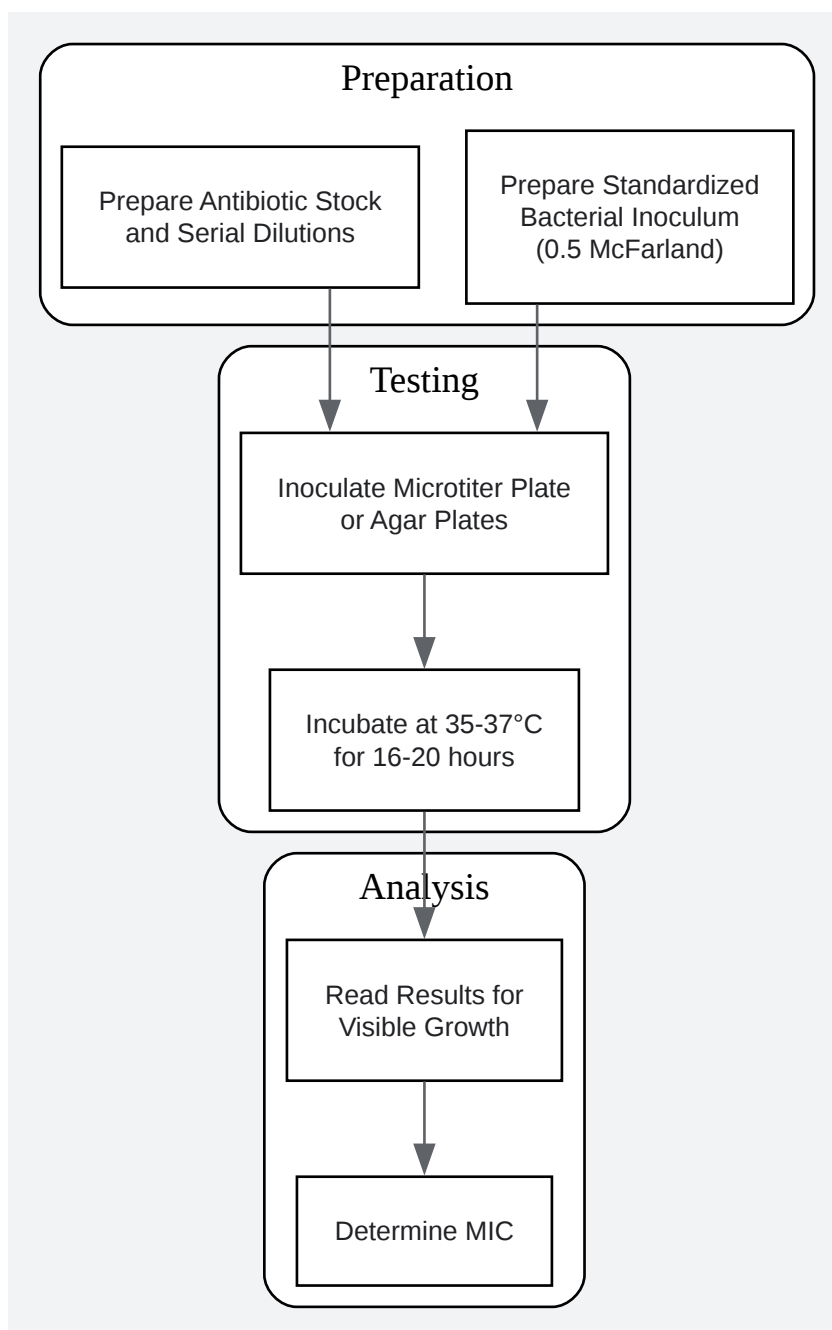 Preparation
Prepare Antibiotic Stock
and Serial Dilutions
Prepare Standardized
Bacterial Inoculum
(0.5 McFarland)
Testing
Inoculate Microtiter Plate
or Agar Plates
Incubate at 35-37°C
for 16-20 hours
Analysis
Read Results for
Visible Growth
Determine MIC